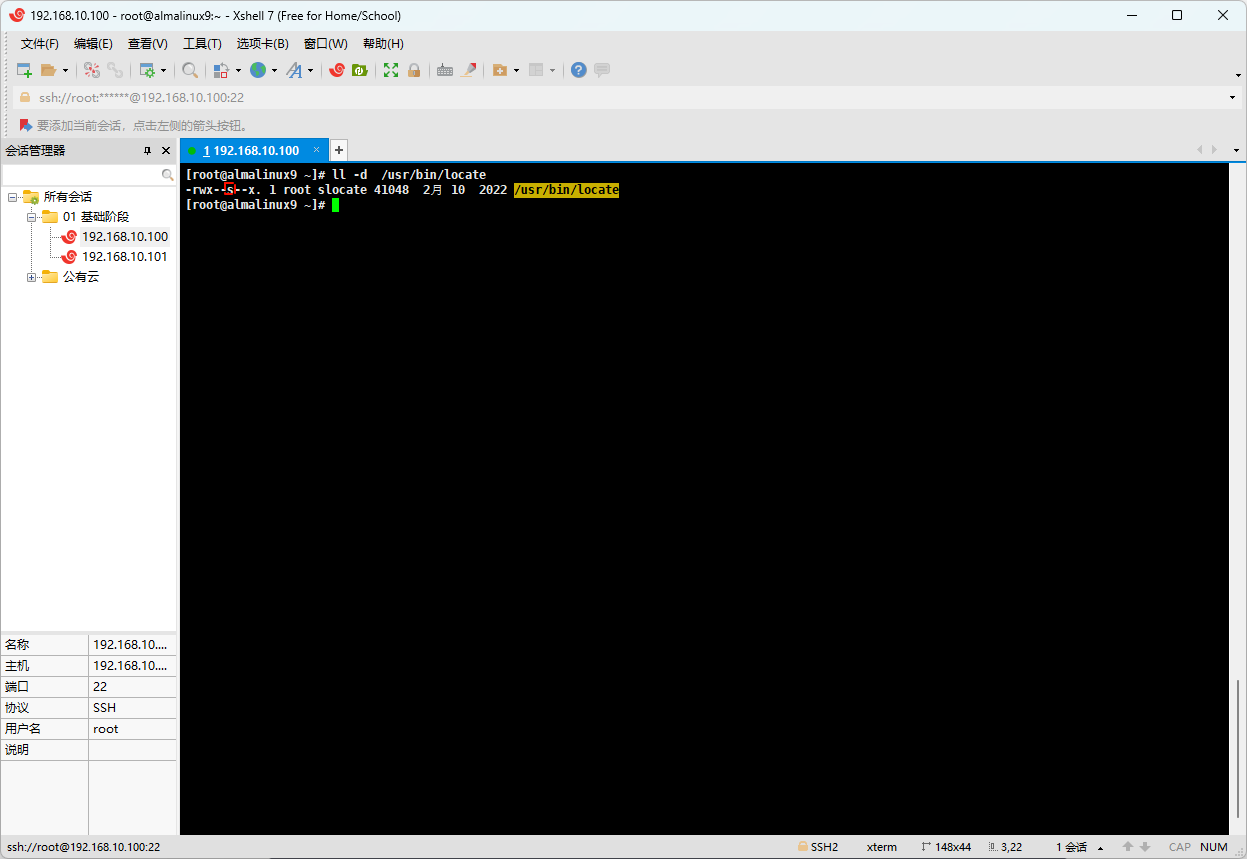 192.168.10.100 - root@almalinux9:~ - Xshell 7 (Free for Home/School)
文件(F) 编辑(E) 查看(V) 工具(T) 选项卡(B) 窗口(W) 帮助(H)
ssh://root:******@192.168.10.100:22
要添加当前会话，点击左侧的箭头按钮。
会话管理器
1 192.168.10.100
所有会话
01 基础阶段
192.168.10.100
192.168.10.101
公有云
[root@almalinux9 ~]# ll -d  /usr/bin/locate
-rwx--s--x. 1 root slocate 41048  2月 10  2022 /usr/bin/locate
[root@almalinux9 ~]#
名称 192.168.10....
主机 192.168.10....
端口 22
协议 SSH
用户名 root
说明
ssh://root@192.168.10.100:22 SSH2 xterm 148x44 3,22 1 会话 CAP NUM